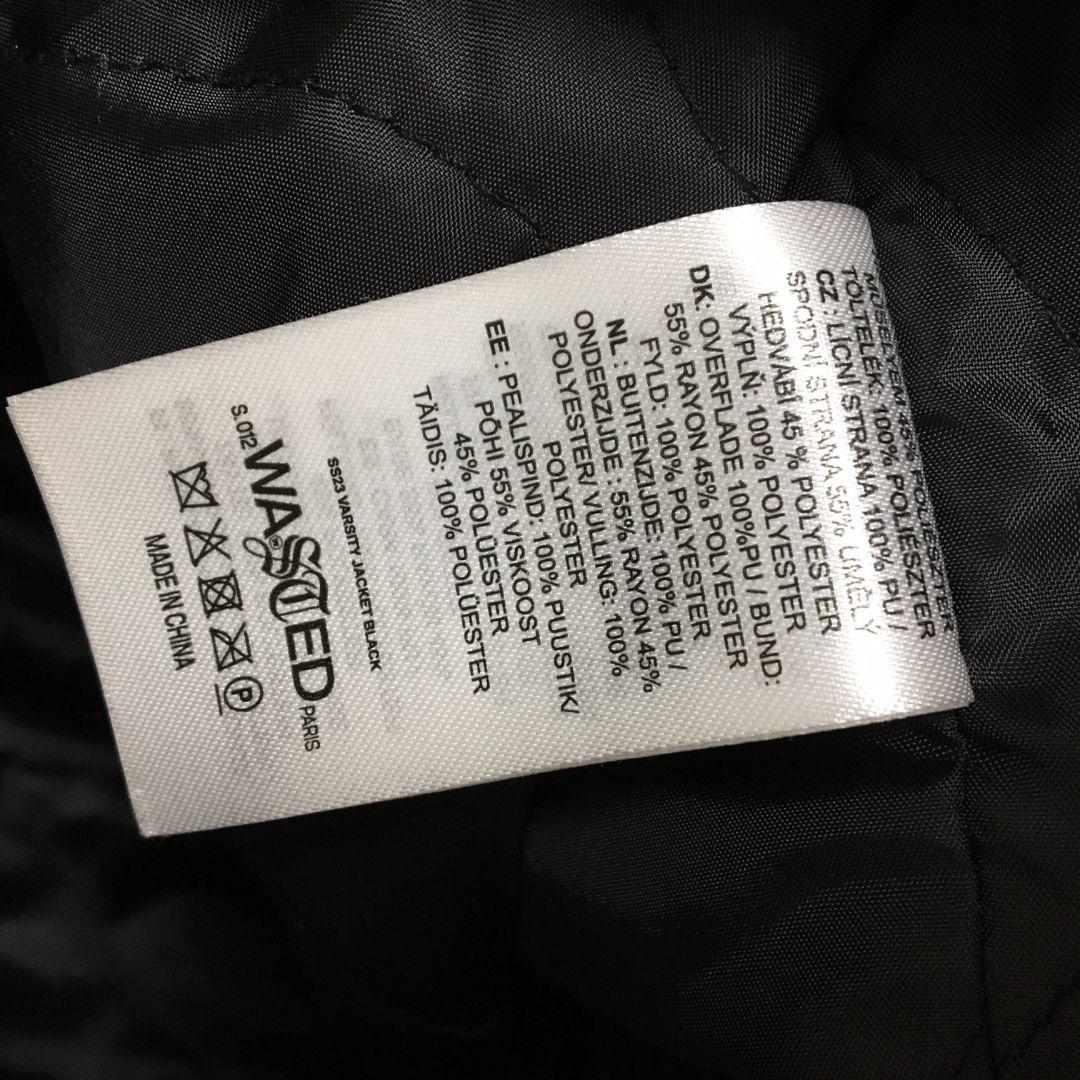 TÖLTELÉK: 100% POLIÉSZTER
CZ : LÍCNÍ STRANA 100% PU /
SPODNÍ STRANA 55% UMĚLÝ
HEDVÁBÍ 45 % POLYESTER
VÝPLŇ: 100% POLYESTER
DK: OVERFLADE 100%PU / BUND:
55% RAYON 45% POLYESTER
FYLD: 100% POLYESTER
NL : BUITENZIJDE: 100% PU /
ONDERZIJDE : 55% RAYON 45%
POLYESTER/ VULLING: 100%
POLYESTER
EE : PEALISPIND: 100% PUUSTIK/
PÕHI 55% VISKOOST
45% POLÜESTER
TÄIDIS: 100% POLÜESTER
SS23 VARSITY JACKET BLACK
S.012
WASTED
PARIS
P
MADE IN CHINA